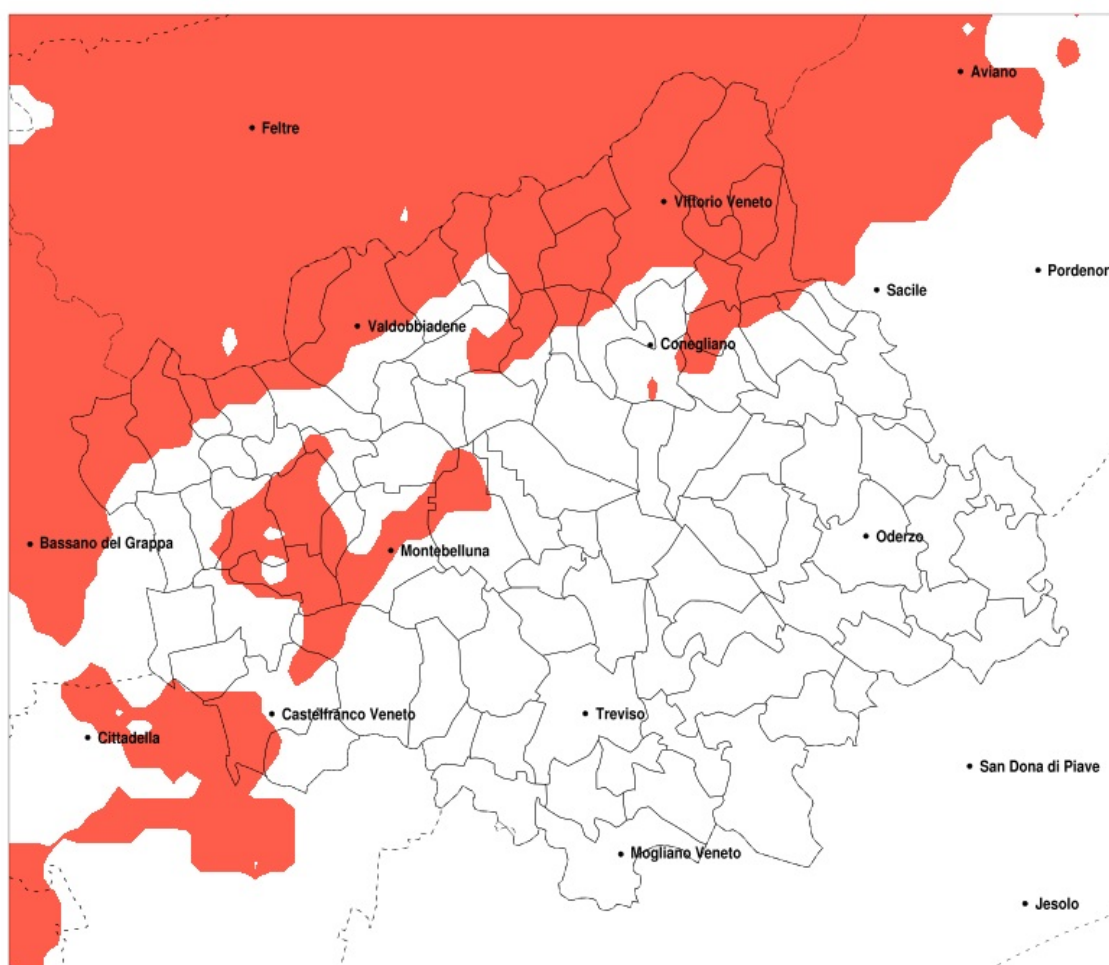 Aviano
Feltre
Vittorio Veneto
Pordenor
Sacile
Valdobbiadene
Conegliano
Oderzo
Bassano del Grappa
Montebelluna
Castelfranco Veneto
Treviso
Cittadella
San Dona di Piave
Mogliano Veneto
Jesolo